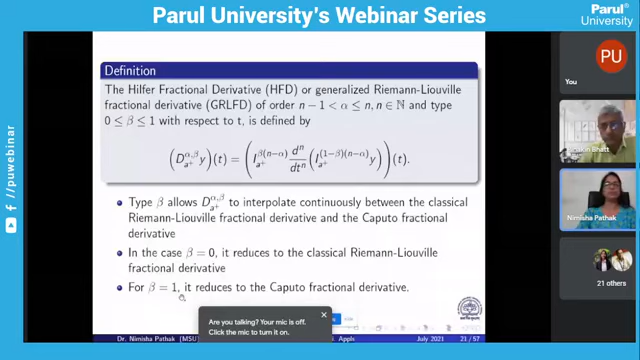 Parul University's Webinar Series
Parul®
University
Definition
The Hilfer Fractional Derivative (HFD) or generalized Riemann-Liouville
fractional derivative (GRLFD) of order n − 1 < α ≤ n, n ∈ ℕ and type
0 ≤ β ≤ 1 with respect to t, is defined by
(D_{a+}^{α,β} y)(t) = (I_{a+}^{β(n−α)} d^n/dt^n (I_{a+}^{(1−β)(n−α)} y))(t).
Type β allows D_{a+}^{α,β} to interpolate continuously between the classical
Riemann-Liouville fractional derivative and the Caputo fractional
derivative
In the case β = 0, it reduces to the classical Riemann-Liouville
fractional derivative
For β = 1, it reduces to the Caputo fractional derivative.
Are you talking? Your mic is off.
Click the mic to turn it on.
Dr. Nimisha Pathak (MSU)
Appls
July 2021
21 / 57
PU
You
Bhatt
Nimisha Pathak
21 others
/puwebinar